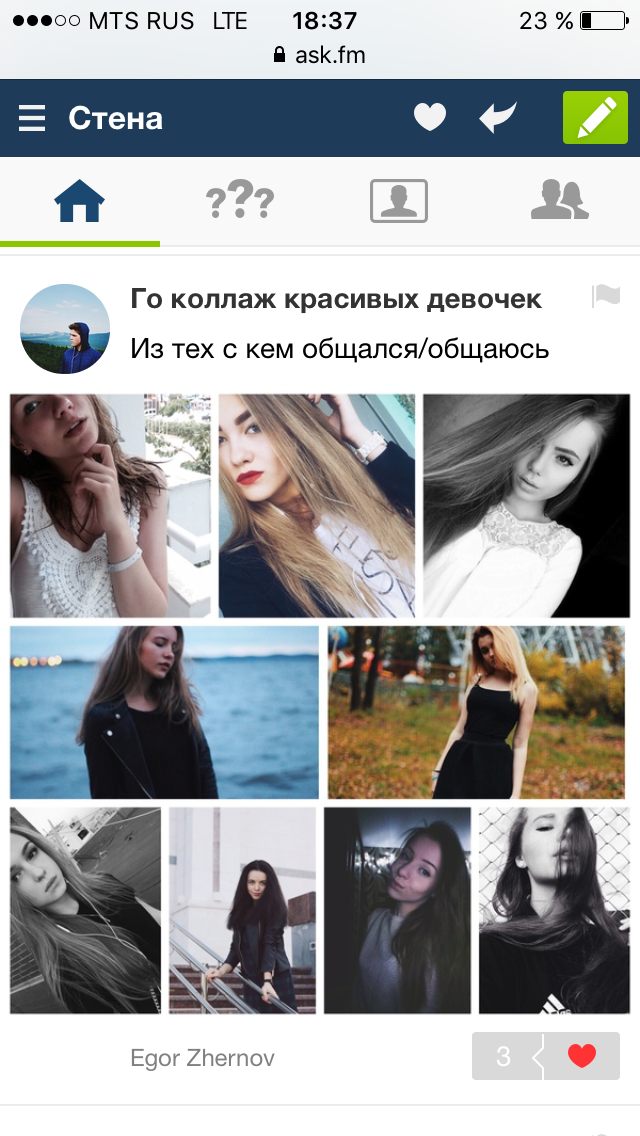 MTS RUS LTE 18:37 23 %
ask.fm
Стена
???
Го коллаж красивых девочек
Из тех с кем общался/общаюсь
Egor Zhernov
3